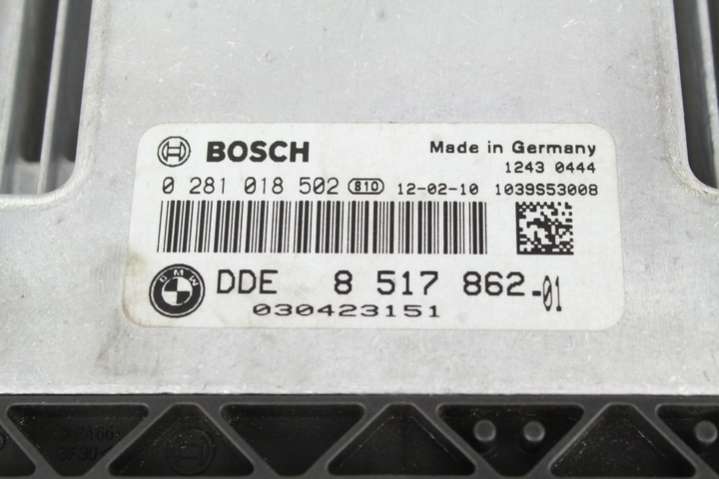 BOSCH
Made in Germany
1243 0444
0 281 018 502 810 12-02-10 1039S53008
BMW DDE 8 517 862-01
030423151